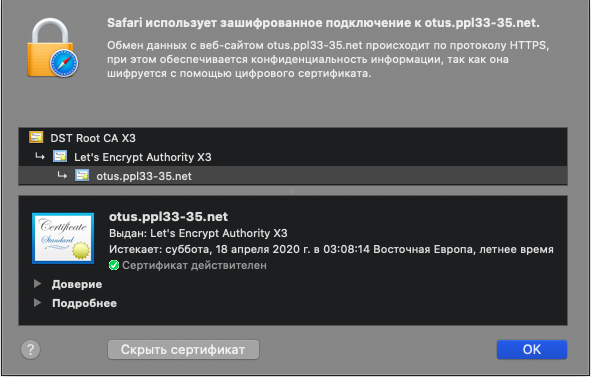 Safari использует зашифрованное подключение к otus.ppl33-35.net.
Обмен данных с веб-сайтом otus.ppl33-35.net происходит по протоколу HTTPS,
при этом обеспечивается конфиденциальность информации, так как она
шифруется с помощью цифрового сертификата.
DST Root CA X3
↳ Let's Encrypt Authority X3
↳ otus.ppl33-35.net
Certificate
Standard
otus.ppl33-35.net
Выдан: Let's Encrypt Authority X3
Истекает: суббота, 18 апреля 2020 г. в 03:08:14 Восточная Европа, летнее время
Сертификат действителен
Доверие
Подробнее
?
Скрыть сертификат
OK